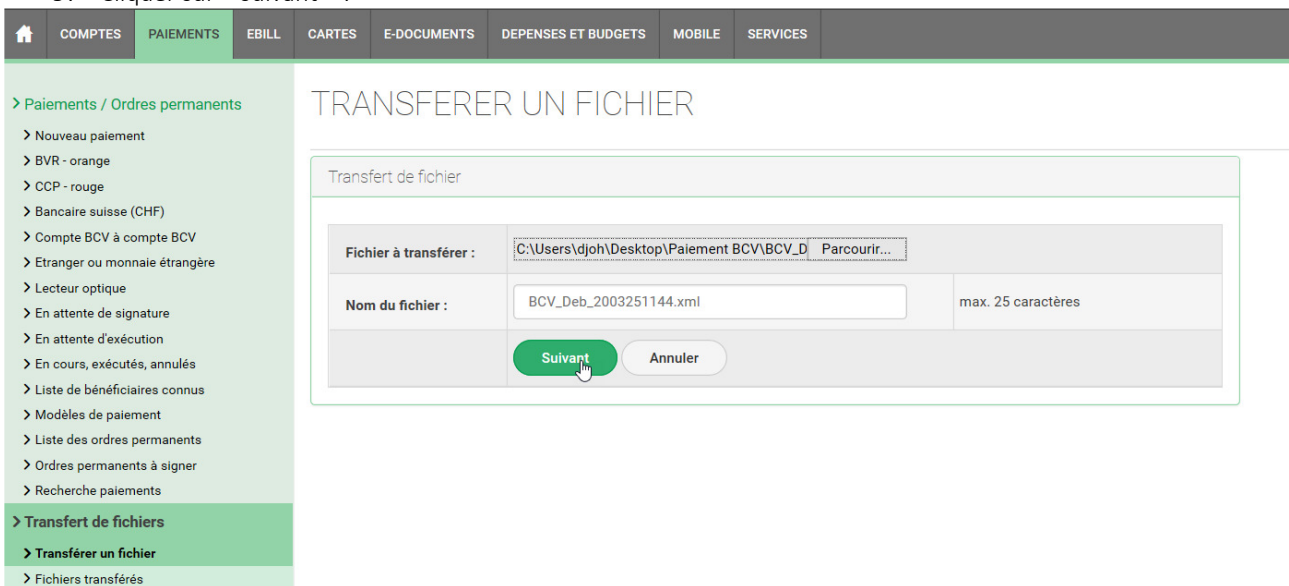 COMPTES PAIEMENTS EBILL CARTES E-DOCUMENTS DEPENSES ET BUDGETS MOBILE SERVICES
> Paiements / Ordres permanents
> Nouveau paiement
> BVR - orange
> CCP - rouge
> Bancaire suisse (CHF)
> Compte BCV à compte BCV
> Etranger ou monnaie étrangère
> Lecteur optique
> En attente de signature
> En attente d'exécution
> En cours, exécutés, annulés
> Liste de bénéficiaires connus
> Modèles de paiement
> Liste des ordres permanents
> Ordres permanents à signer
> Recherche paiements
> Transfert de fichiers
> Transférer un fichier
> Fichiers transférés
TRANSFERER UN FICHIER
Transfert de fichier
Fichier à transférer : C:\Users\djoh\Desktop\Paiement BCV\BCV_D Parcourir...
Nom du fichier : BCV_Deb_2003251144.xml max. 25 caractères
Suivant Annuler